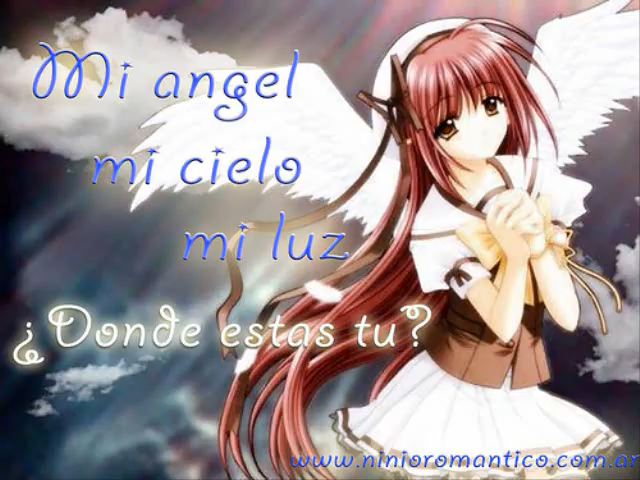 Mi angel
mi cielo
mi luz
¿Donde estas tu?
www.ninioromantico.com.ar